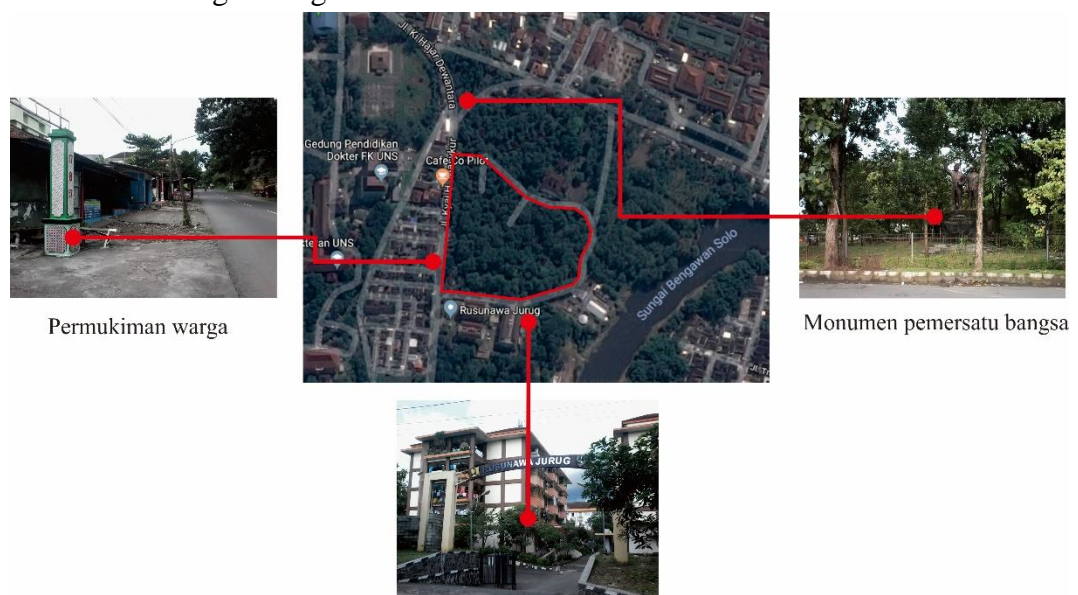 Jl. Ki Hajar Dewantara
Gedung Pendidikan
Dokter FK UNS
Cafe Co Pilot
UNS
Rusunawa Jurug
Sungai Bengawan Solo
Permukiman warga
Monumen pemersatu bangsa
RUSUNAWA JURUG